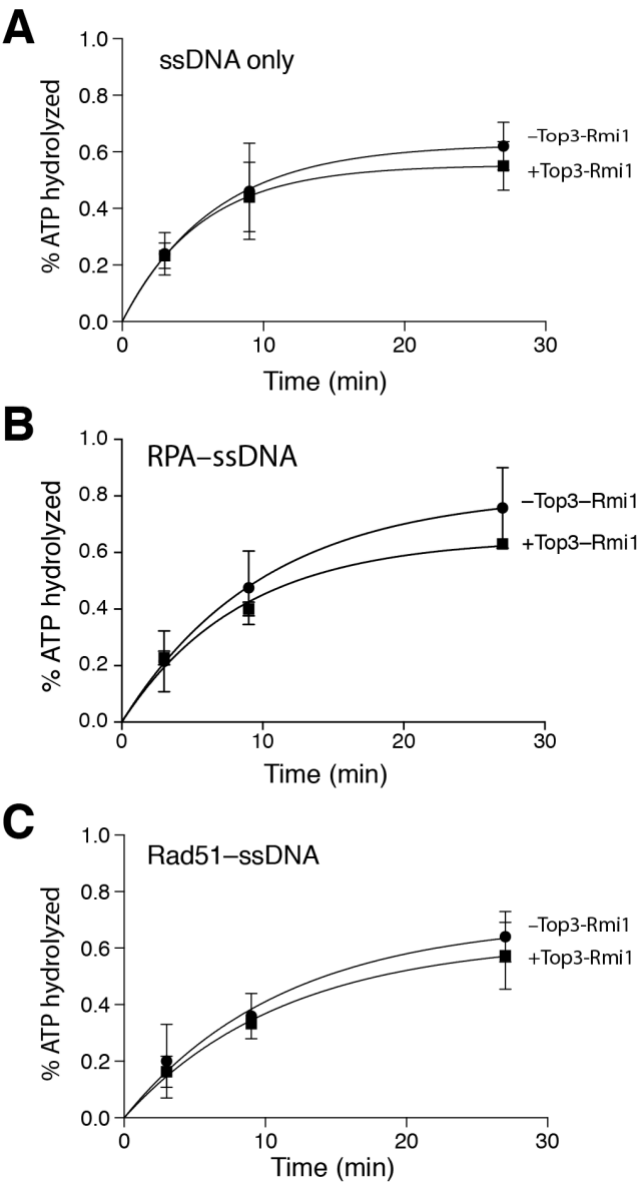 A
ssDNA only
% ATP hydrolyzed
1.0
0.8
0.6
0.4
0.2
0.0
–Top3-Rmi1
+Top3-Rmi1
0
10
20
30
Time (min)
B
RPA–ssDNA
% ATP hydrolyzed
1.0
0.8
0.6
0.4
0.2
0.0
–Top3–Rmi1
+Top3–Rmi1
0
10
20
30
Time (min)
C
Rad51–ssDNA
% ATP hydrolyzed
1.0
0.8
0.6
0.4
0.2
0.0
–Top3-Rmi1
+Top3-Rmi1
0
10
20
30
Time (min)